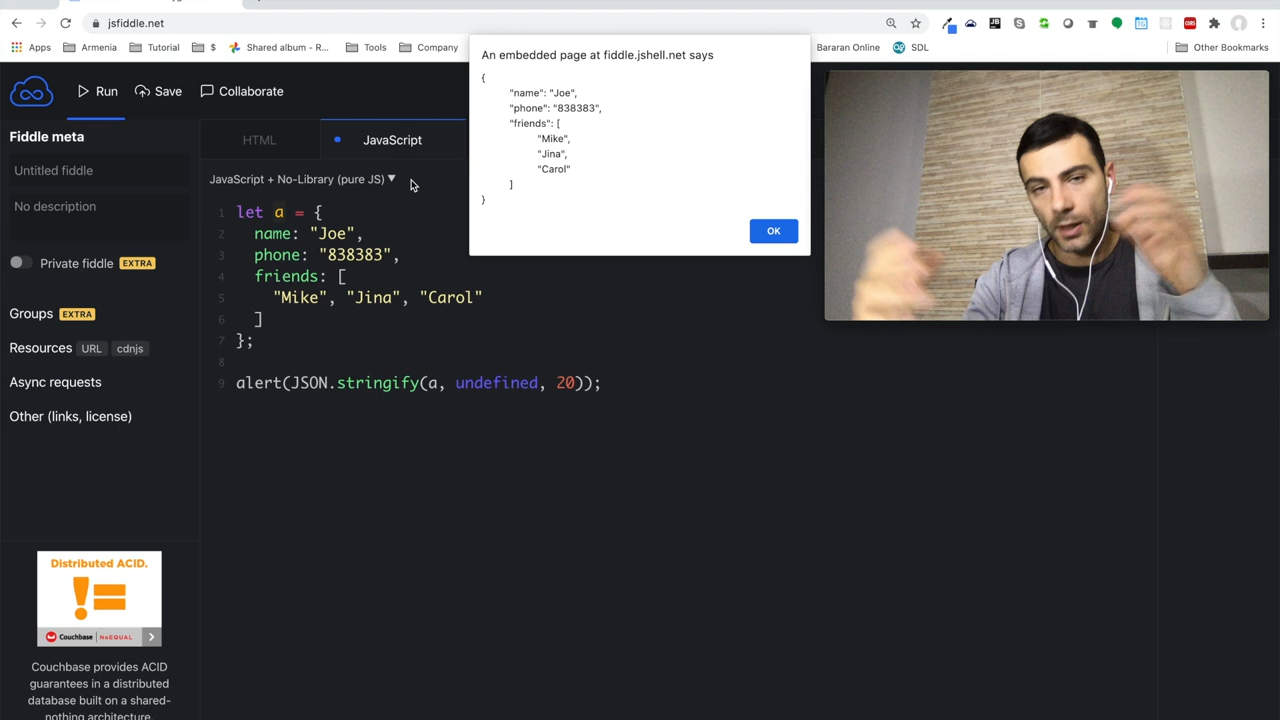 jsfiddle.net
Apps Armenia Tutorial $ Shared album - R... Tools Company Bararan Online SDL Other Bookmarks
An embedded page at fiddle.jshell.net says
{
"name": "Joe",
"phone": "838383",
"friends": [
"Mike",
"Jina",
"Carol"
]
}
OK
Run Save Collaborate
Fiddle meta
Untitled fiddle
No description
Private fiddle EXTRA
Groups EXTRA
Resources URL cdnjs
Async requests
Other (links, license)
HTML JavaScript
JavaScript + No-Library (pure JS)
1 let a = {
2 name: "Joe",
3 phone: "838383",
4 friends: [
5 "Mike", "Jina", "Carol"
6 ]
7 };
8
9 alert(JSON.stringify(a, undefined, 20));
Distributed ACID.
!=
Couchbase NoEQUAL
Couchbase provides ACID
guarantees in a distributed
database built on a shared-
nothing architecture.